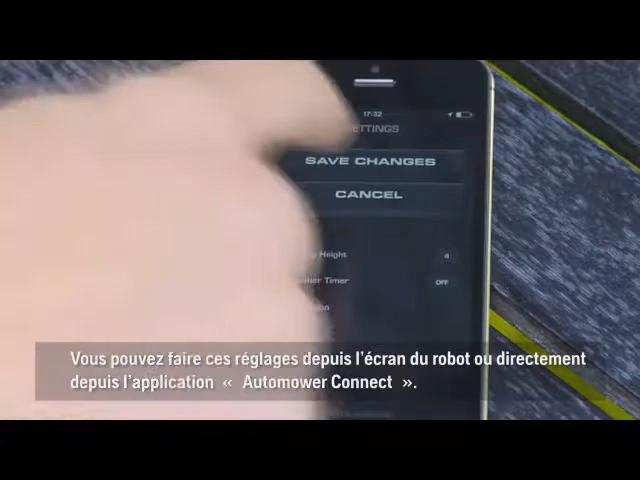 17:32
SETTINGS
SAVE CHANGES
CANCEL
Height 4
Timer OFF
Vous pouvez faire ces réglages depuis l'écran du robot ou directement
depuis l'application « Automower Connect ».